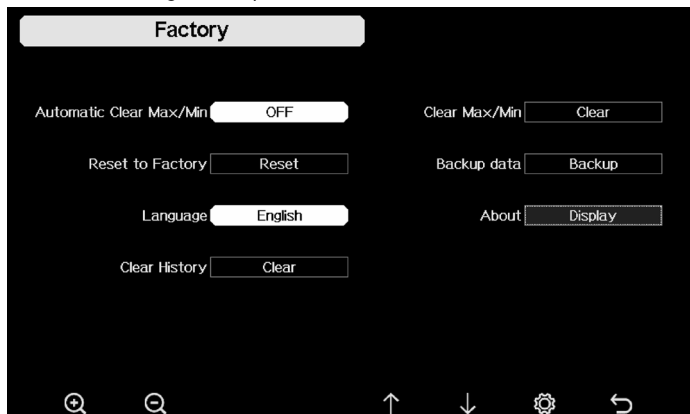 Factory
Automatic Clear Max/Min OFF Clear Max/Min Clear
Reset to Factory Reset Backup data Backup
Language English About Display
Clear History Clear